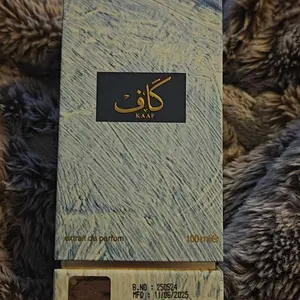 كاف
KAAF
extrait de parfum
100 ml ℮
B.NO : 250524
MFD : 11/06/2025